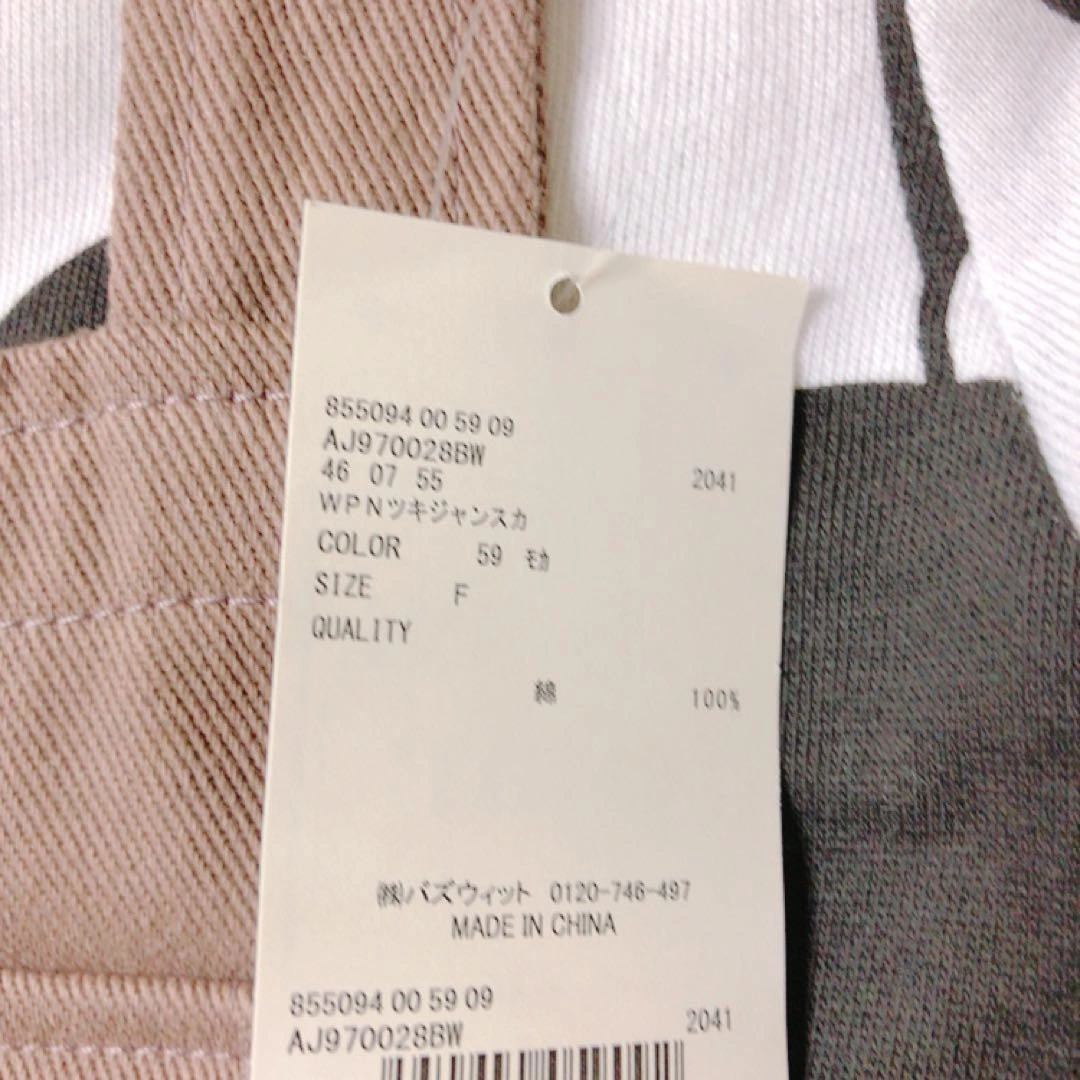 855094 00 59 09
AJ970028BW
46 07 55 2041
WPNツキジャンスカ
COLOR 59 モカ
SIZE F
QUALITY
綿 100%
㈱バズウィット 0120-746-497
MADE IN CHINA
855094 00 59 09
AJ970028BW 2041